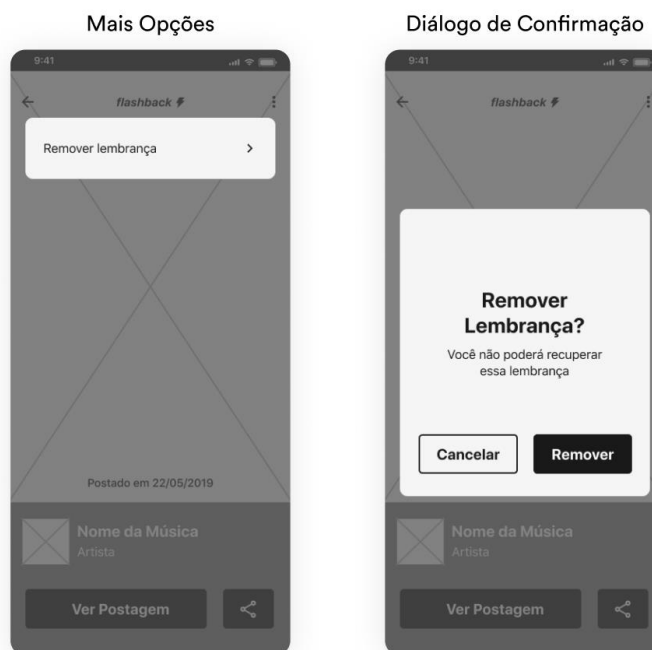 Mais Opções
9:41
flashback
Remover lembrança
Postado em 22/05/2019
Nome da Música
Artista
Ver Postagem
Diálogo de Confirmação
9:41
flashback
Remover
Lembrança?
Você não poderá recuperar
essa lembrança
Cancelar
Remover
Nome da Música
Artista
Ver Postagem